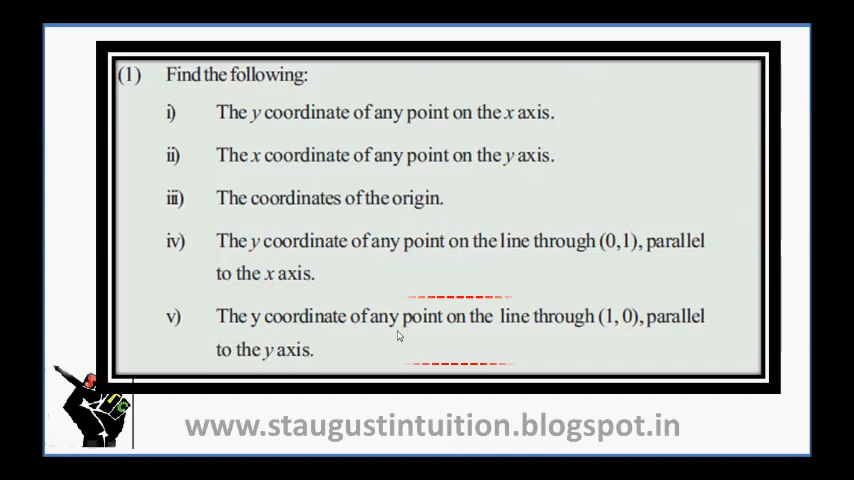 (1) Find the following:
i) The y coordinate of any point on the x axis.
ii) The x coordinate of any point on the y axis.
iii) The coordinates of the origin.
iv) The y coordinate of any point on the line through (0,1), parallel
to the x axis.
v) The y coordinate of any point on the line through (1, 0), parallel
to the y axis.
www.staugustintuition.blogspot.in